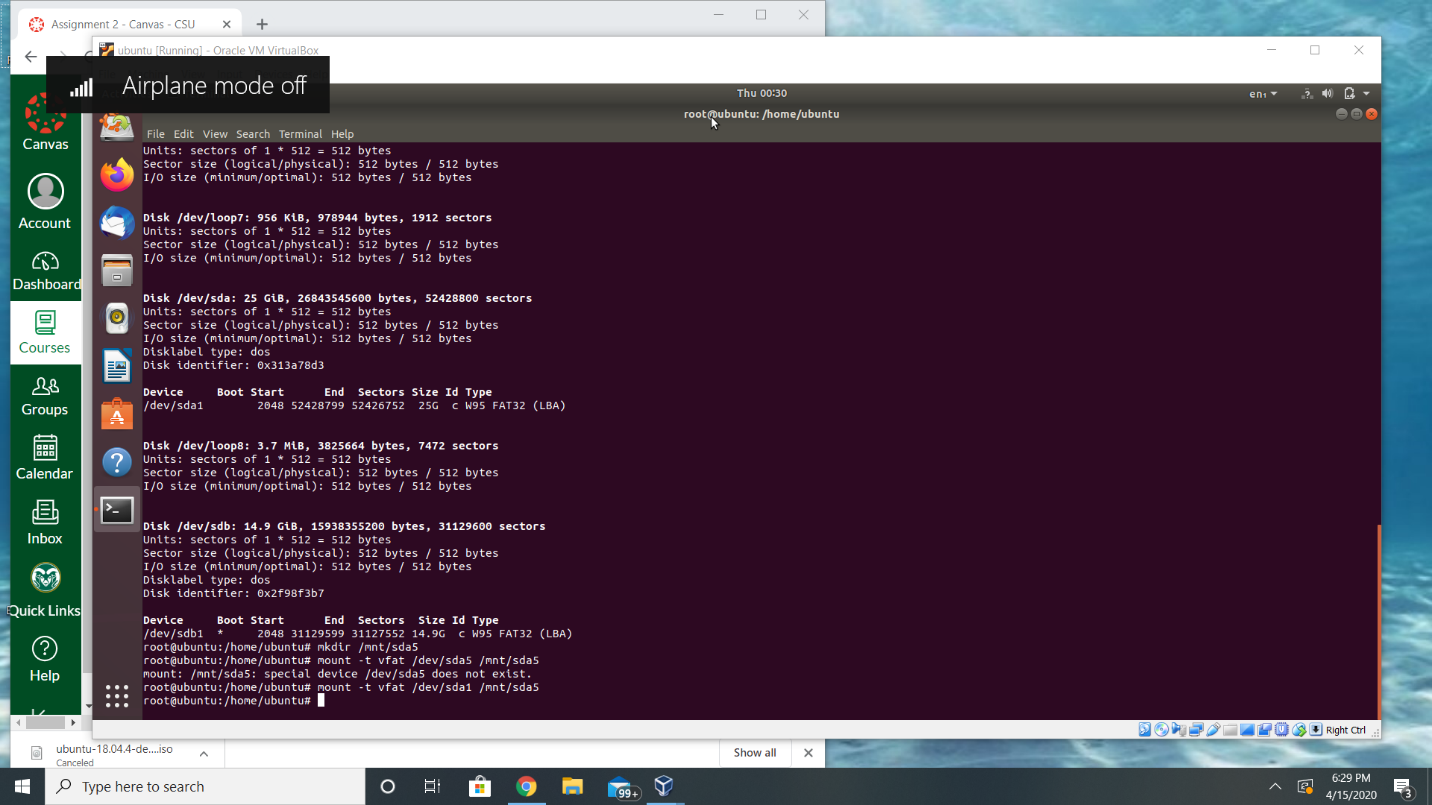 Assignment 2 - Canvas - CSU
ubuntu [Running] - Oracle VM VirtualBox
Airplane mode off
Thu 00:30
en₁
root@ubuntu: /home/ubuntu
File Edit View Search Terminal Help
Units: sectors of 1 * 512 = 512 bytes
Sector size (logical/physical): 512 bytes / 512 bytes
I/O size (minimum/optimal): 512 bytes / 512 bytes
Disk /dev/loop7: 956 KiB, 978944 bytes, 1912 sectors
Units: sectors of 1 * 512 = 512 bytes
Sector size (logical/physical): 512 bytes / 512 bytes
I/O size (minimum/optimal): 512 bytes / 512 bytes
Disk /dev/sda: 25 GiB, 26843545600 bytes, 52428800 sectors
Units: sectors of 1 * 512 = 512 bytes
Sector size (logical/physical): 512 bytes / 512 bytes
I/O size (minimum/optimal): 512 bytes / 512 bytes
Disklabel type: dos
Disk identifier: 0x313a78d3
Device Boot Start End Sectors Size Id Type
/dev/sda1 2048 52428799 52426752 25G c W95 FAT32 (LBA)
Disk /dev/loop8: 3.7 MiB, 3825664 bytes, 7472 sectors
Units: sectors of 1 * 512 = 512 bytes
Sector size (logical/physical): 512 bytes / 512 bytes
I/O size (minimum/optimal): 512 bytes / 512 bytes
Disk /dev/sdb: 14.9 GiB, 15938355200 bytes, 31129600 sectors
Units: sectors of 1 * 512 = 512 bytes
Sector size (logical/physical): 512 bytes / 512 bytes
I/O size (minimum/optimal): 512 bytes / 512 bytes
Disklabel type: dos
Disk identifier: 0x2f98f3b7
Device Boot Start End Sectors Size Id Type
/dev/sdb1 * 2048 31129599 31127552 14.9G c W95 FAT32 (LBA)
root@ubuntu:/home/ubuntu# mkdir /mnt/sda5
root@ubuntu:/home/ubuntu# mount -t vfat /dev/sda5 /mnt/sda5
mount: /mnt/sda5: special device /dev/sda5 does not exist.
root@ubuntu:/home/ubuntu# mount -t vfat /dev/sda1 /mnt/sda5
root@ubuntu:/home/ubuntu#
Canvas
Account
Dashboard
Courses
Groups
Calendar
Inbox
Quick Links
Help
Right Ctrl
ubuntu-18.04.4-de....iso
Canceled
Show all
Type here to search
99+
6:29 PM
4/15/2020
3